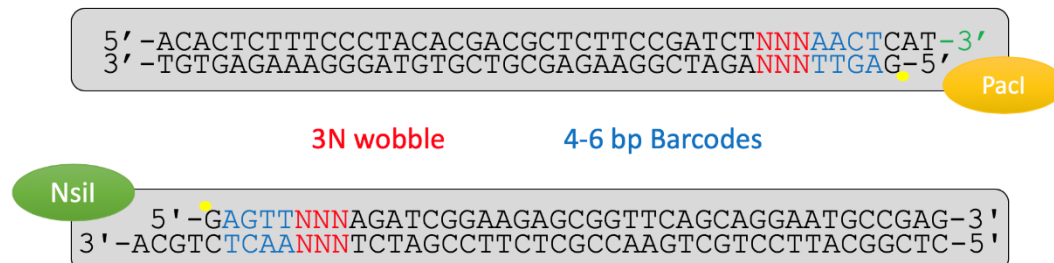 5’-ACACTCTTTCCCTACACGACGCTCTTCCGATCTNNNAACTCAT-3’
3’-TGTGAGAAAGGGATGTGCTGCGAGAAGGCTAGANNNTTGAG-5’
PacI
3N wobble 4-6 bp Barcodes
NsiI
5'-GAGTTNNNAGATCGGAAGAGCGGTTCAGCAGGAATGCCGAG-3'
3'-ACGTCTCAANNNTCTAGCCTTCTCGCCAAGTCGTCCTTACGGCTC-5'